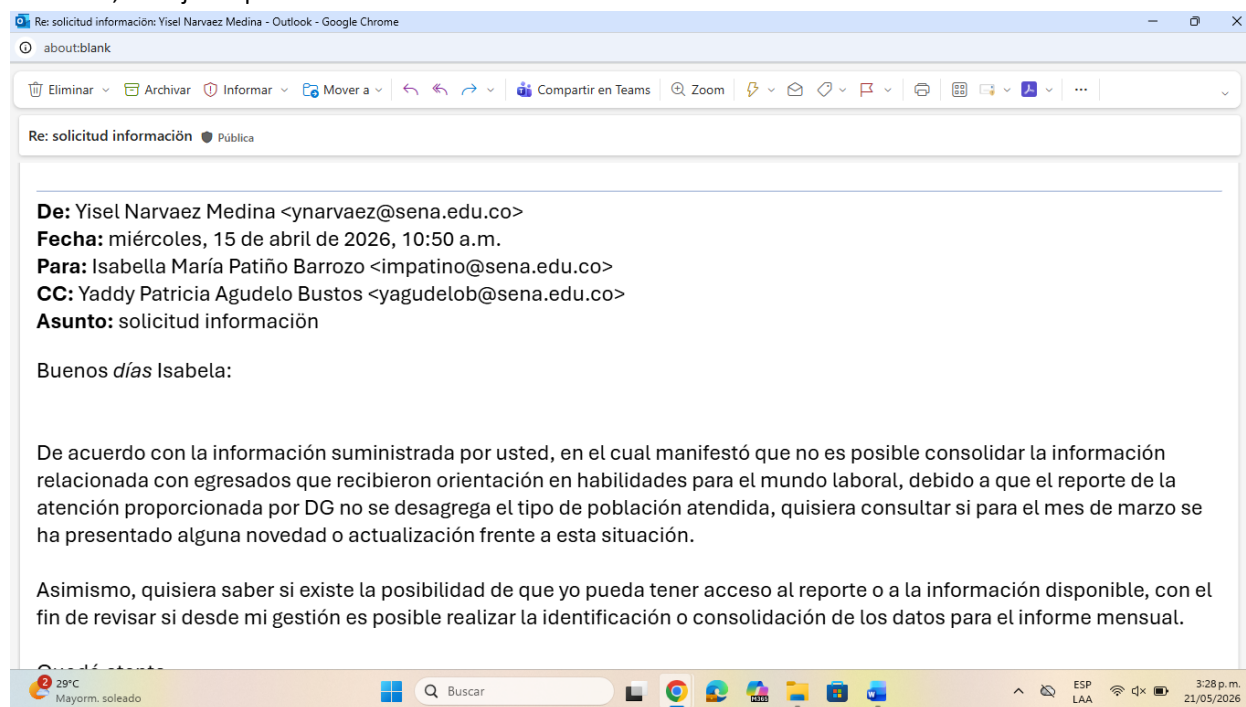 Re: solicitud informaciön: Yisel Narvaez Medina - Outlook - Google Chrome
about:blank
Eliminar Archivar Informar Mover a Compartir en Teams Zoom
Re: solicitud informaciön Pública
De: Yisel Narvaez Medina <ynarvaez@sena.edu.co>
Fecha: miércoles, 15 de abril de 2026, 10:50 a.m.
Para: Isabella María Patiño Barrozo <impatino@sena.edu.co>
CC: Yaddy Patricia Agudelo Bustos <yagudelob@sena.edu.co>
Asunto: solicitud informaciön
Buenos días Isabela:
De acuerdo con la información suministrada por usted, en el cual manifestó que no es posible consolidar la información
relacionada con egresados que recibieron orientación en habilidades para el mundo laboral, debido a que el reporte de la
atención proporcionada por DG no se desagrega el tipo de población atendida, quisiera consultar si para el mes de marzo se
ha presentado alguna novedad o actualización frente a esta situación.
Asimismo, quisiera saber si existe la posibilidad de que yo pueda tener acceso al reporte o a la información disponible, con el
fin de revisar si desde mi gestión es posible realizar la identificación o consolidación de los datos para el informe mensual.
2 29°C
Mayorm. soleado
Buscar
M365
ESP
LAA
3:28 p.m.
21/05/2026